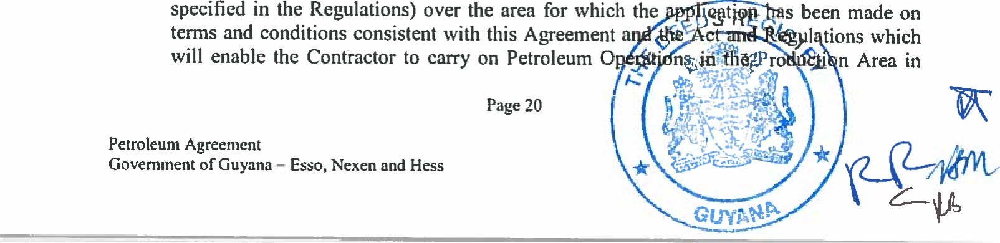 specified in the Regulations) over the area for which the application has been made on
terms and conditions consistent with this Agreement and the Act and Regulations which
will enable the Contractor to carry on Petroleum Operations in the Production Area in
THE DEEDS REGISTRY
GUYANA
Page 20
Petroleum Agreement
Government of Guyana – Esso, Nexen and Hess